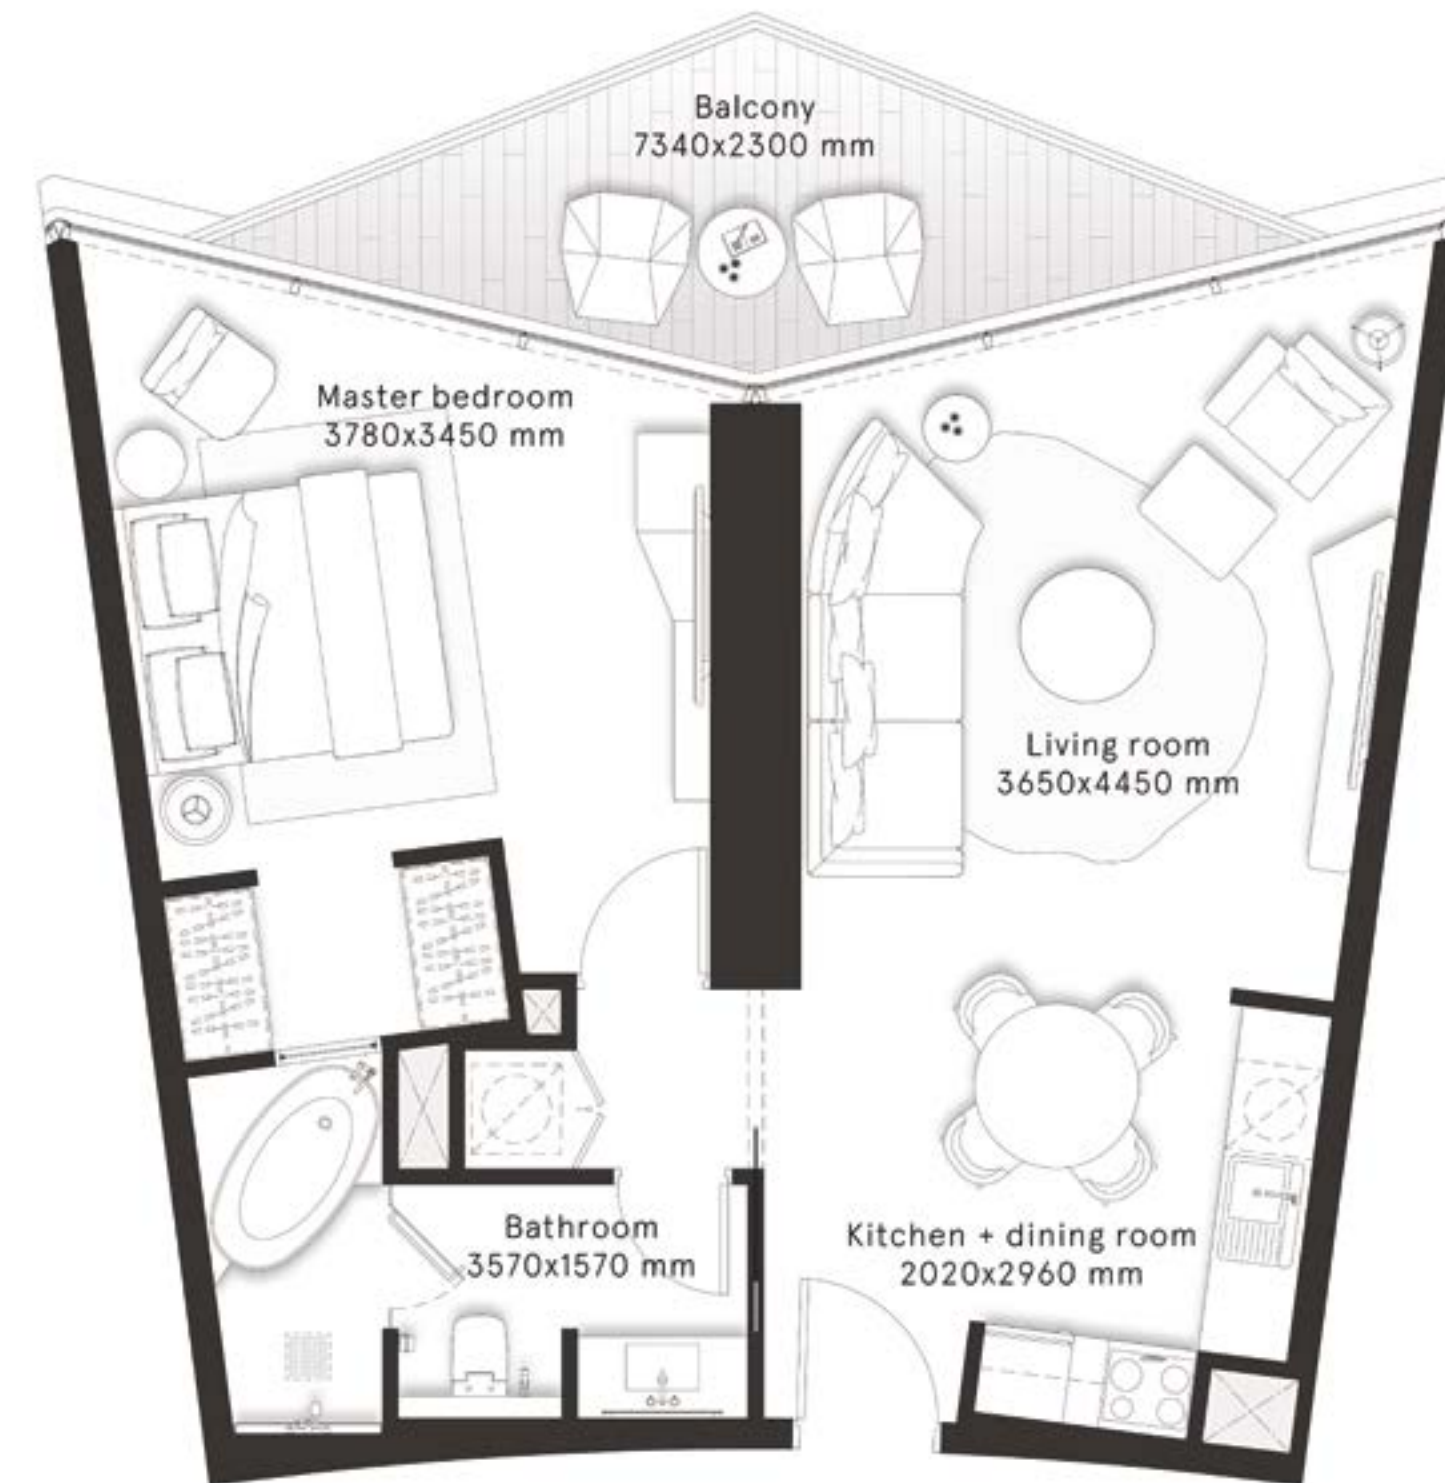 Balcony
7340x2300 mm
Master bedroom
3780x3450 mm
Living room
3650x4450 mm
Bathroom
3570x1570 mm
Kitchen + dining room
2020x2960 mm